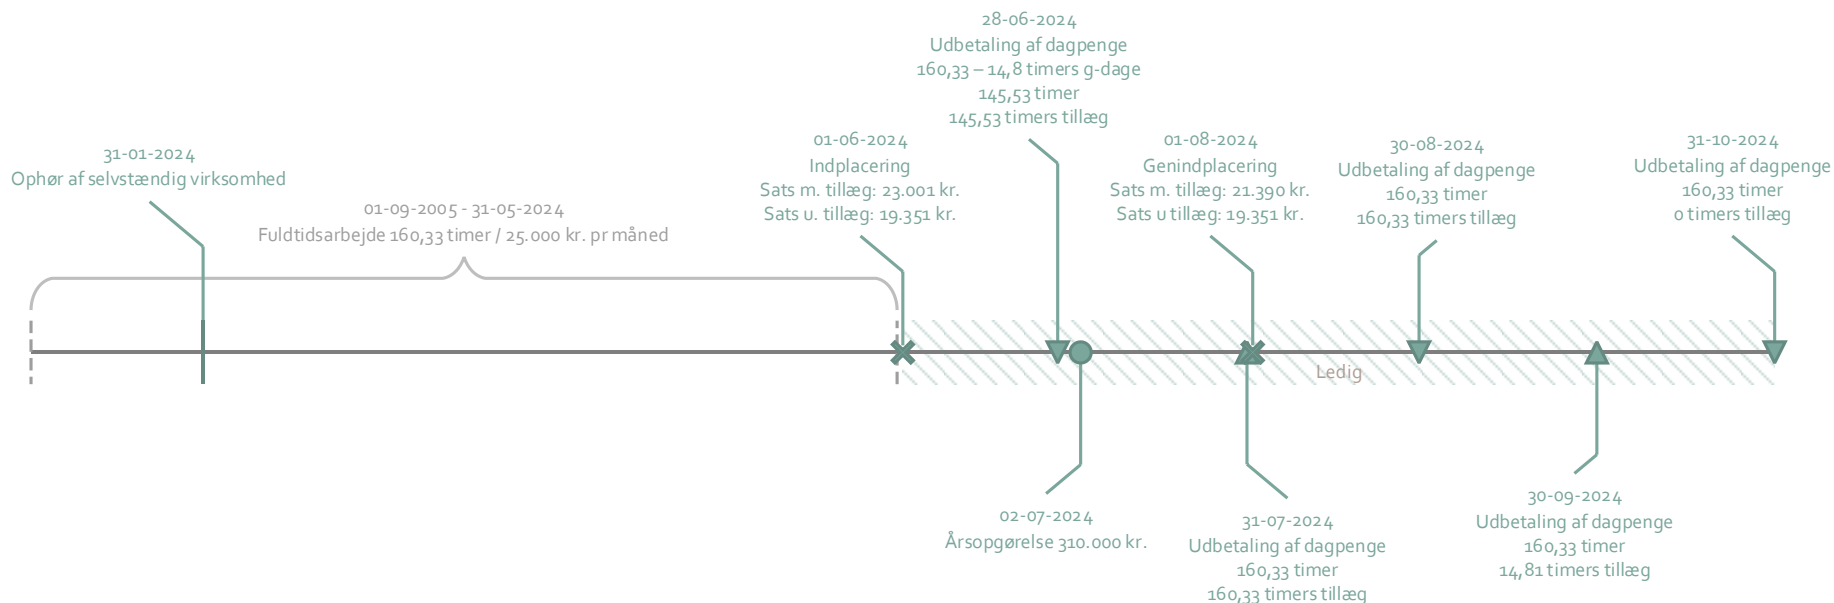 31-01-2024
Ophør af selvstændig virksomhed
01-09-2005 - 31-05-2024
Fuldtidsarbejde 160,33 timer / 25.000 kr. pr måned
01-06-2024
Indplacering
Sats m. tillæg: 23.001 kr.
Sats u. tillæg: 19.351 kr.
28-06-2024
Udbetaling af dagpenge
160,33 – 14,8 timers g-dage
145,53 timer
145,53 timers tillæg
01-08-2024
Genindplacering
Sats m. tillæg: 21.390 kr.
Sats u tillæg: 19.351 kr.
30-08-2024
Udbetaling af dagpenge
160,33 timer
160,33 timers tillæg
31-10-2024
Udbetaling af dagpenge
160,33 timer
0 timers tillæg
Ledig
02-07-2024
Årsopgørelse 310.000 kr.
31-07-2024
Udbetaling af dagpenge
160,33 timer
160,33 timers tillæg
30-09-2024
Udbetaling af dagpenge
160,33 timer
14,81 timers tillæg